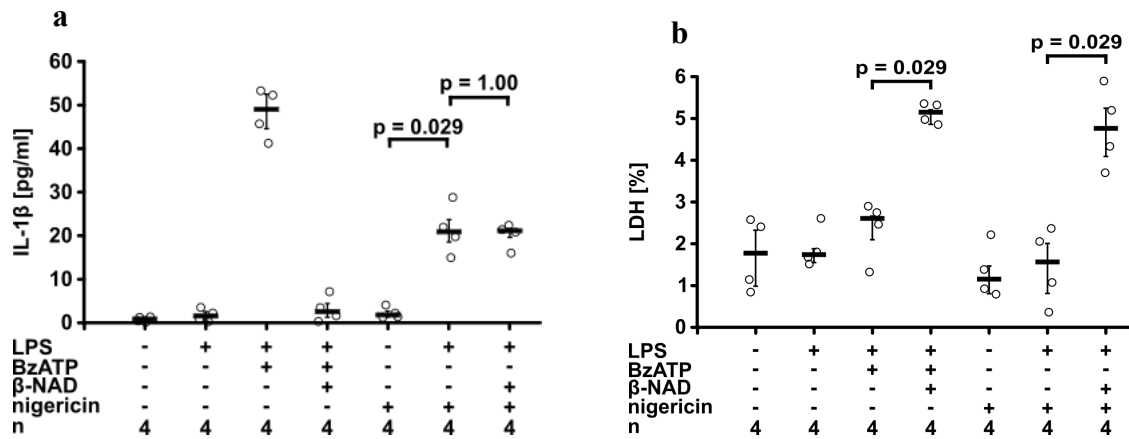 a
60
50
40
30
20
10
0
IL-1β [pg/ml]
p = 0.029
p = 1.00
LPS - + + + - + +
BzATP - - + + - - -
β-NAD - - - + - - +
nigericin - - - - + + +
n 4 4 4 4 4 4 4
b
6
5
4
3
2
1
0
LDH [%]
p = 0.029
p = 0.029
LPS - + + + - + +
BzATP - - + + - - -
β-NAD - - - + - - +
nigericin - - - - + + +
n 4 4 4 4 4 4 4